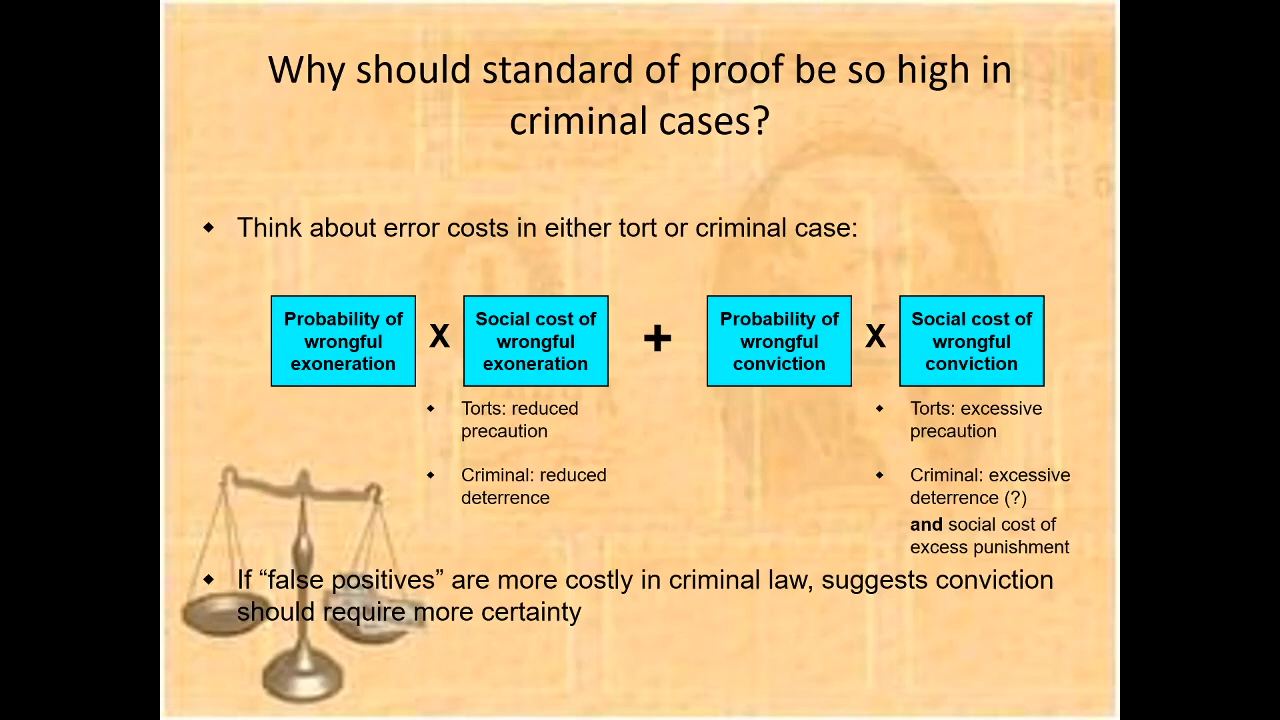 Why should standard of proof be so high in
criminal cases?
◆ Think about error costs in either tort or criminal case:
Probability of
wrongful
exoneration
X
Social cost of
wrongful
exoneration
+
Probability of
wrongful
conviction
X
Social cost of
wrongful
conviction
◆ Torts: reduced
precaution
◆ Criminal: reduced
deterrence
◆ Torts: excessive
precaution
◆ Criminal: excessive
deterrence (?)
and social cost of
excess punishment
◆ If “false positives” are more costly in criminal law, suggests conviction
should require more certainty